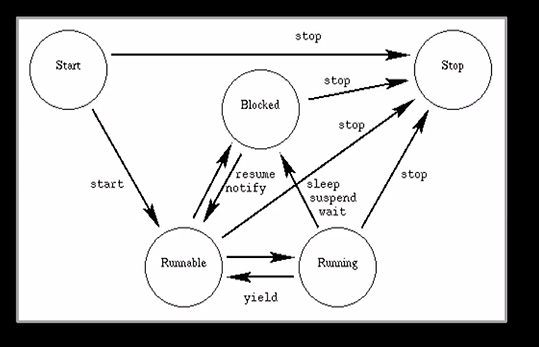 stop
Start
Stop
stop
Blocked
stop
resume
notify
start
sleep
suspend
wait
stop
Runnable
Running
yield